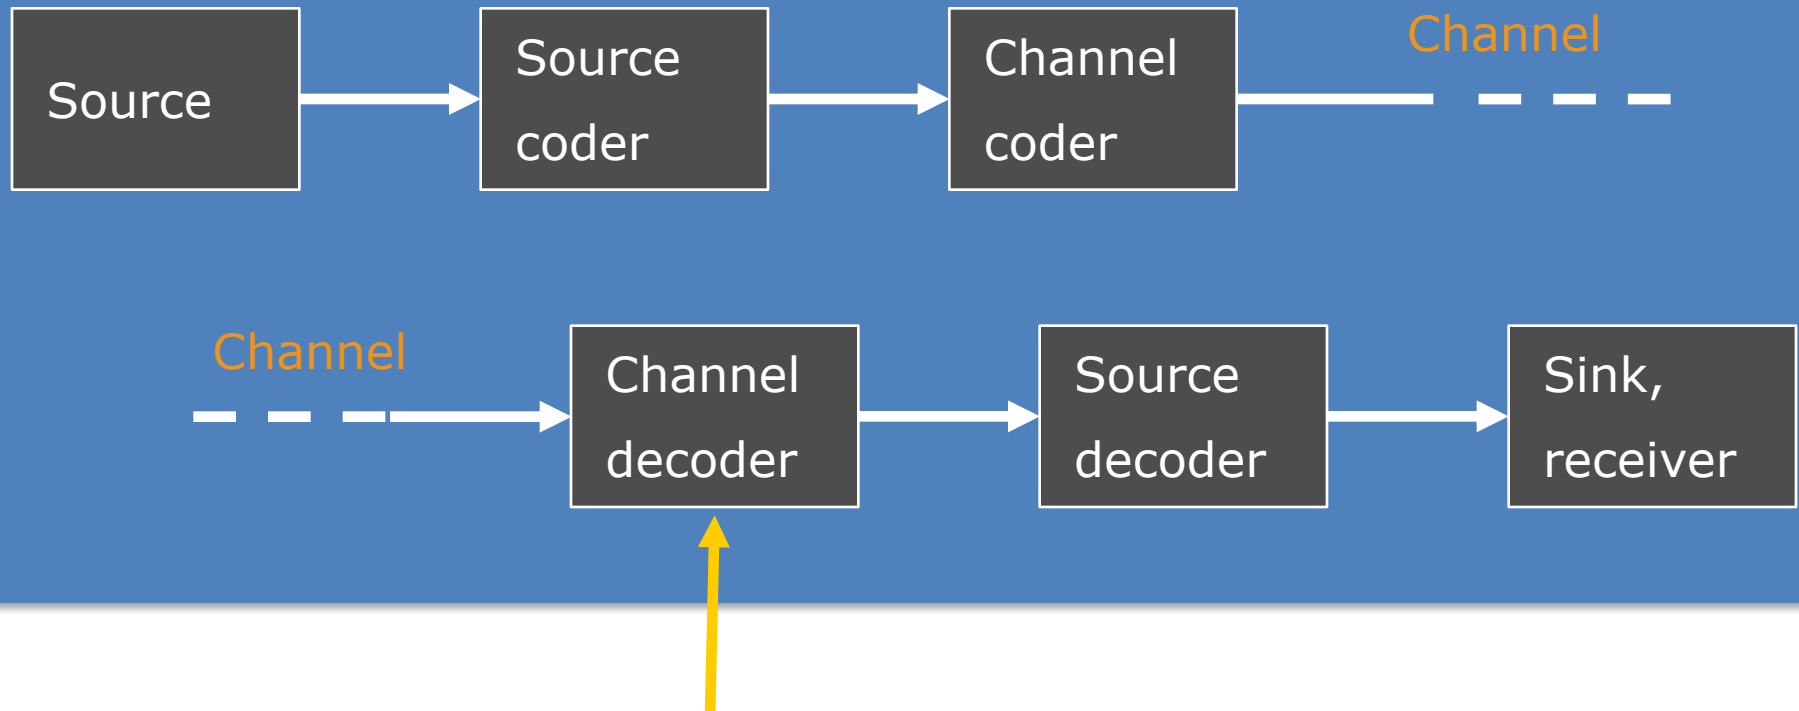 Source
Source
coder
Channel
coder
Channel
Channel
Channel
decoder
Source
decoder
Sink,
receiver